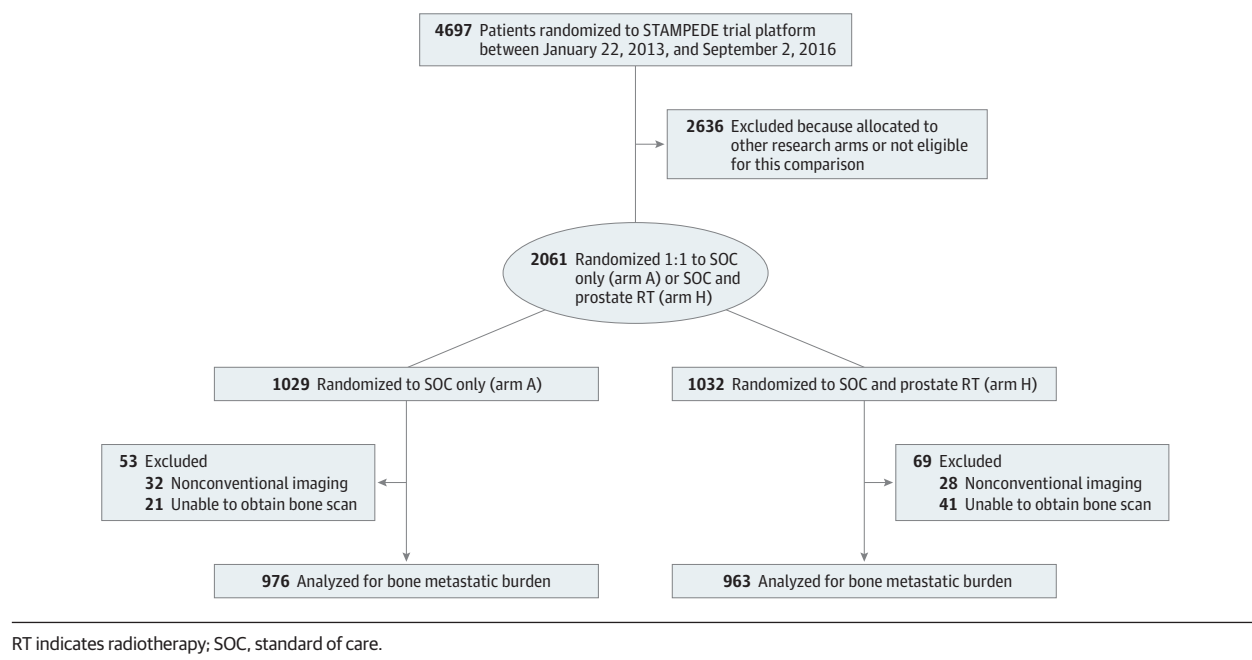 4697 Patients randomized to STAMPEDE trial platform
between January 22, 2013, and September 2, 2016
2636 Excluded because allocated to
other research arms or not eligible
for this comparison
2061 Randomized 1:1 to SOC
only (arm A) or SOC and
prostate RT (arm H)
1029 Randomized to SOC only (arm A)
1032 Randomized to SOC and prostate RT (arm H)
53 Excluded
32 Nonconventional imaging
21 Unable to obtain bone scan
69 Excluded
28 Nonconventional imaging
41 Unable to obtain bone scan
976 Analyzed for bone metastatic burden
963 Analyzed for bone metastatic burden
RT indicates radiotherapy; SOC, standard of care.